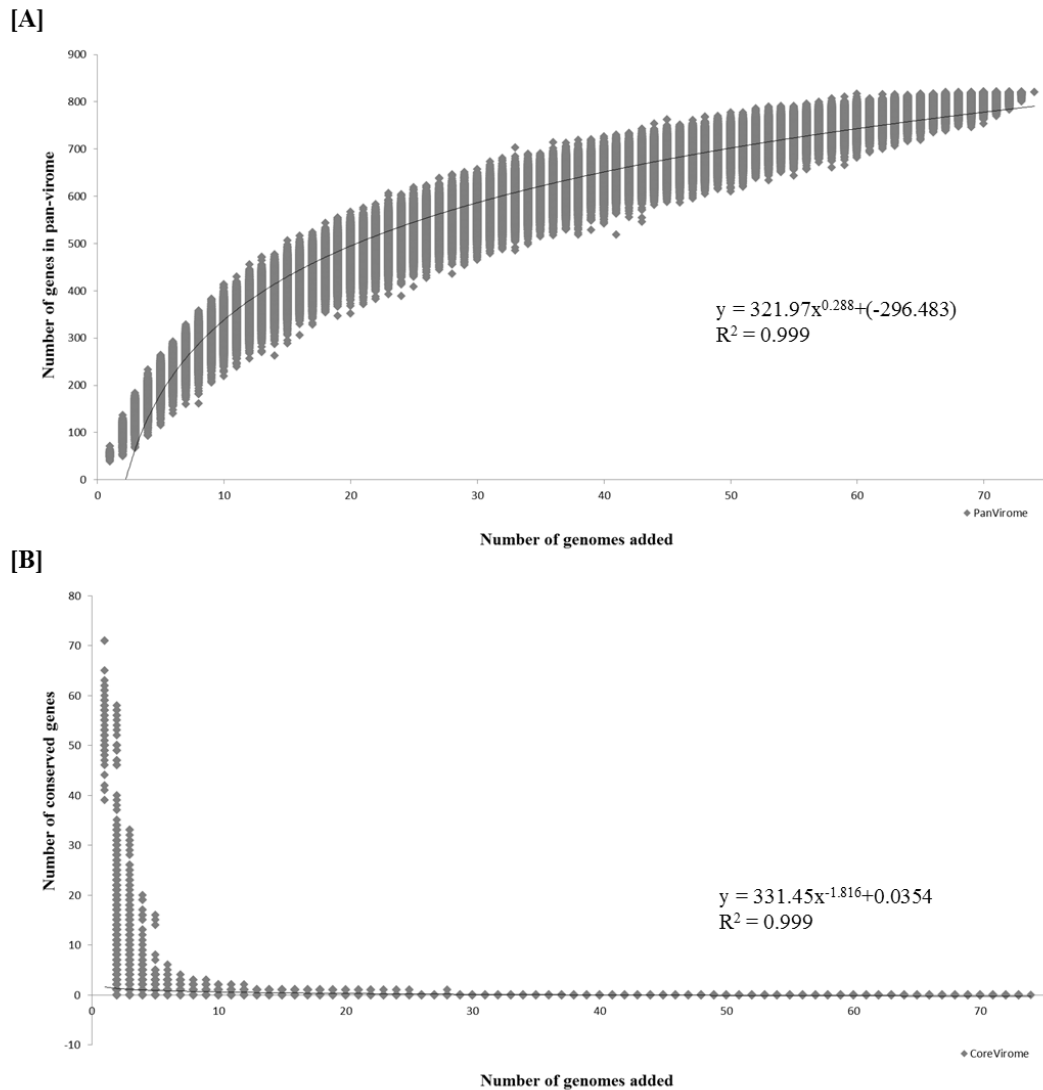 [A]
Number of genes in pan-virome
900
800
700
600
500
400
300
200
100
0
y = 321.97x^0.288+(-296.483)
R² = 0.999
0 10 20 30 40 50 60 70
PanVirome
Number of genomes added
[B]
Number of conserved genes
80
70
60
50
40
30
20
10
0
-10
y = 331.45x^-1.816+0.0354
R² = 0.999
0 10 20 30 40 50 60 70
CoreVirome
Number of genomes added